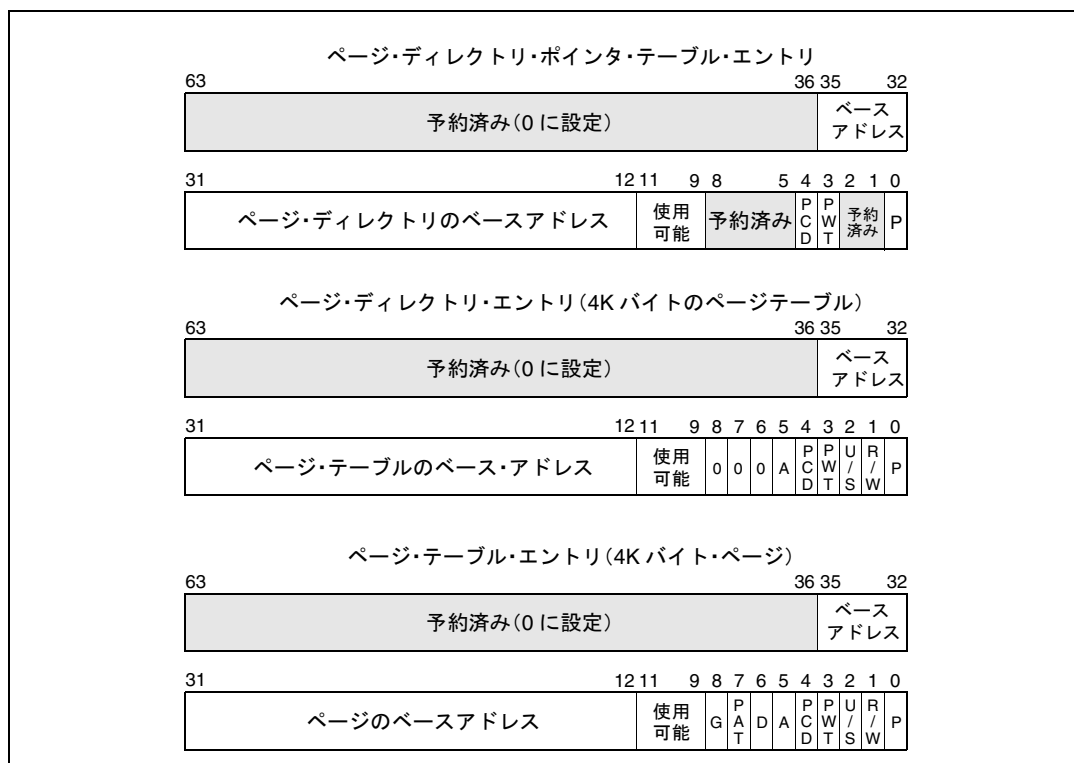 ページ・ディレクトリ・ポインタ・テーブル・エントリ
63 36 35 32
予約済み(0 に設定) ベース
アドレス
31 12 11 9 8 5 4 3 2 1 0
ページ・ディレクトリのベースアドレス 使用
可能 予約済み PCD PWT 予約
済み P
ページ・ディレクトリ・エントリ(4K バイトのページテーブル)
63 36 35 32
予約済み(0 に設定) ベース
アドレス
31 12 11 9 8 7 6 5 4 3 2 1 0
ページ・テーブルのベース・アドレス 使用
可能 0 0 0 A PCD PWT U/S R/W P
ページ・テーブル・エントリ(4K バイト・ページ)
63 36 35 32
予約済み(0 に設定) ベース
アドレス
31 12 11 9 8 7 6 5 4 3 2 1 0
ページのベースアドレス 使用
可能 G PAT D A PCD PWT U/S R/W P